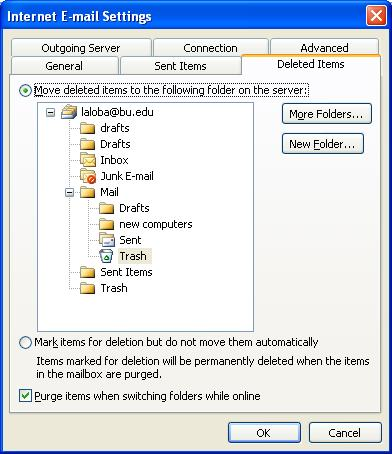 Internet E-mail Settings
Outgoing Server
Connection
Advanced
General
Sent Items
Deleted Items
Move deleted items to the following folder on the server:
laloba@bu.edu
drafts
Drafts
Inbox
Junk E-mail
Mail
Drafts
new computers
Sent
Trash
Sent Items
Trash
More Folders...
New Folder...
Mark items for deletion but do not move them automatically
Items marked for deletion will be permanently deleted when the items
in the mailbox are purged.
Purge items when switching folders while online
OK
Cancel